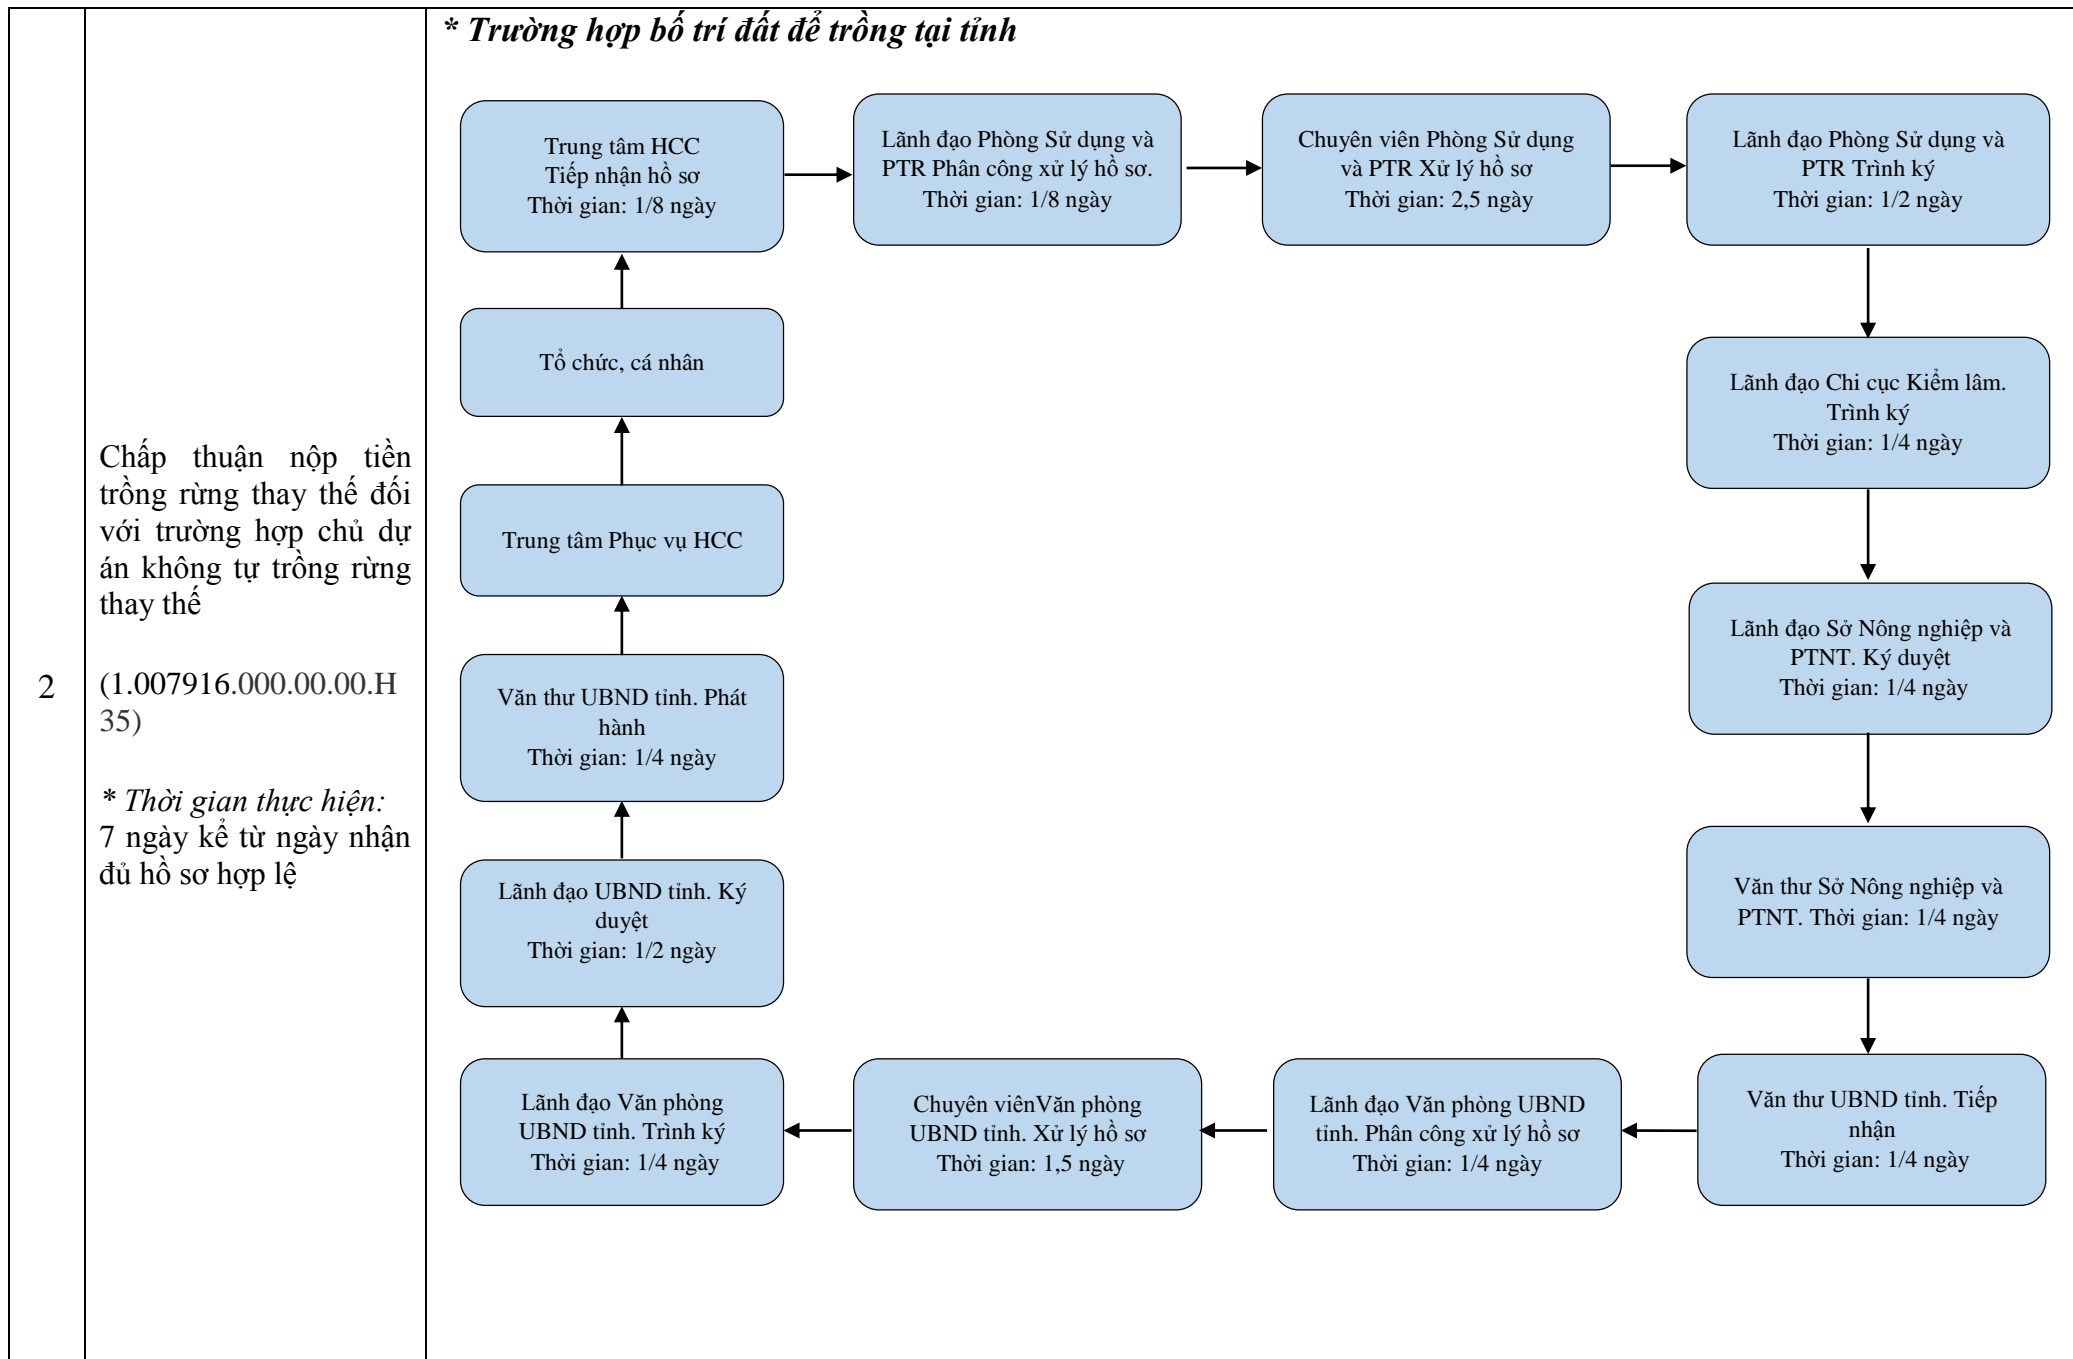 2
Chấp thuận nộp tiền
trồng rừng thay thế đối
với trường hợp chủ dự
án không tự trồng rừng
thay thế
(1.007916.000.00.00.H
35)
* Thời gian thực hiện:
7 ngày kể từ ngày nhận
đủ hồ sơ hợp lệ
* Trường hợp bố trí đất để trồng tại tỉnh
Trung tâm HCC
Tiếp nhận hồ sơ
Thời gian: 1/8 ngày
Lãnh đạo Phòng Sử dụng và
PTR Phân công xử lý hồ sơ.
Thời gian: 1/8 ngày
Chuyên viên Phòng Sử dụng
và PTR Xử lý hồ sơ
Thời gian: 2,5 ngày
Lãnh đạo Phòng Sử dụng và
PTR Trình ký
Thời gian: 1/2 ngày
Tổ chức, cá nhân
Lãnh đạo Chi cục Kiểm lâm.
Trình ký
Thời gian: 1/4 ngày
Trung tâm Phục vụ HCC
Lãnh đạo Sở Nông nghiệp và
PTNT. Ký duyệt
Thời gian: 1/4 ngày
Văn thư UBND tỉnh. Phát
hành
Thời gian: 1/4 ngày
Văn thư Sở Nông nghiệp và
PTNT. Thời gian: 1/4 ngày
Lãnh đạo UBND tỉnh. Ký
duyệt
Thời gian: 1/2 ngày
Lãnh đạo Văn phòng
UBND tỉnh. Trình ký
Thời gian: 1/4 ngày
Chuyên viênVăn phòng
UBND tỉnh. Xử lý hồ sơ
Thời gian: 1,5 ngày
Lãnh đạo Văn phòng UBND
tỉnh. Phân công xử lý hồ sơ
Thời gian: 1/4 ngày
Văn thư UBND tỉnh. Tiếp
nhận
Thời gian: 1/4 ngày